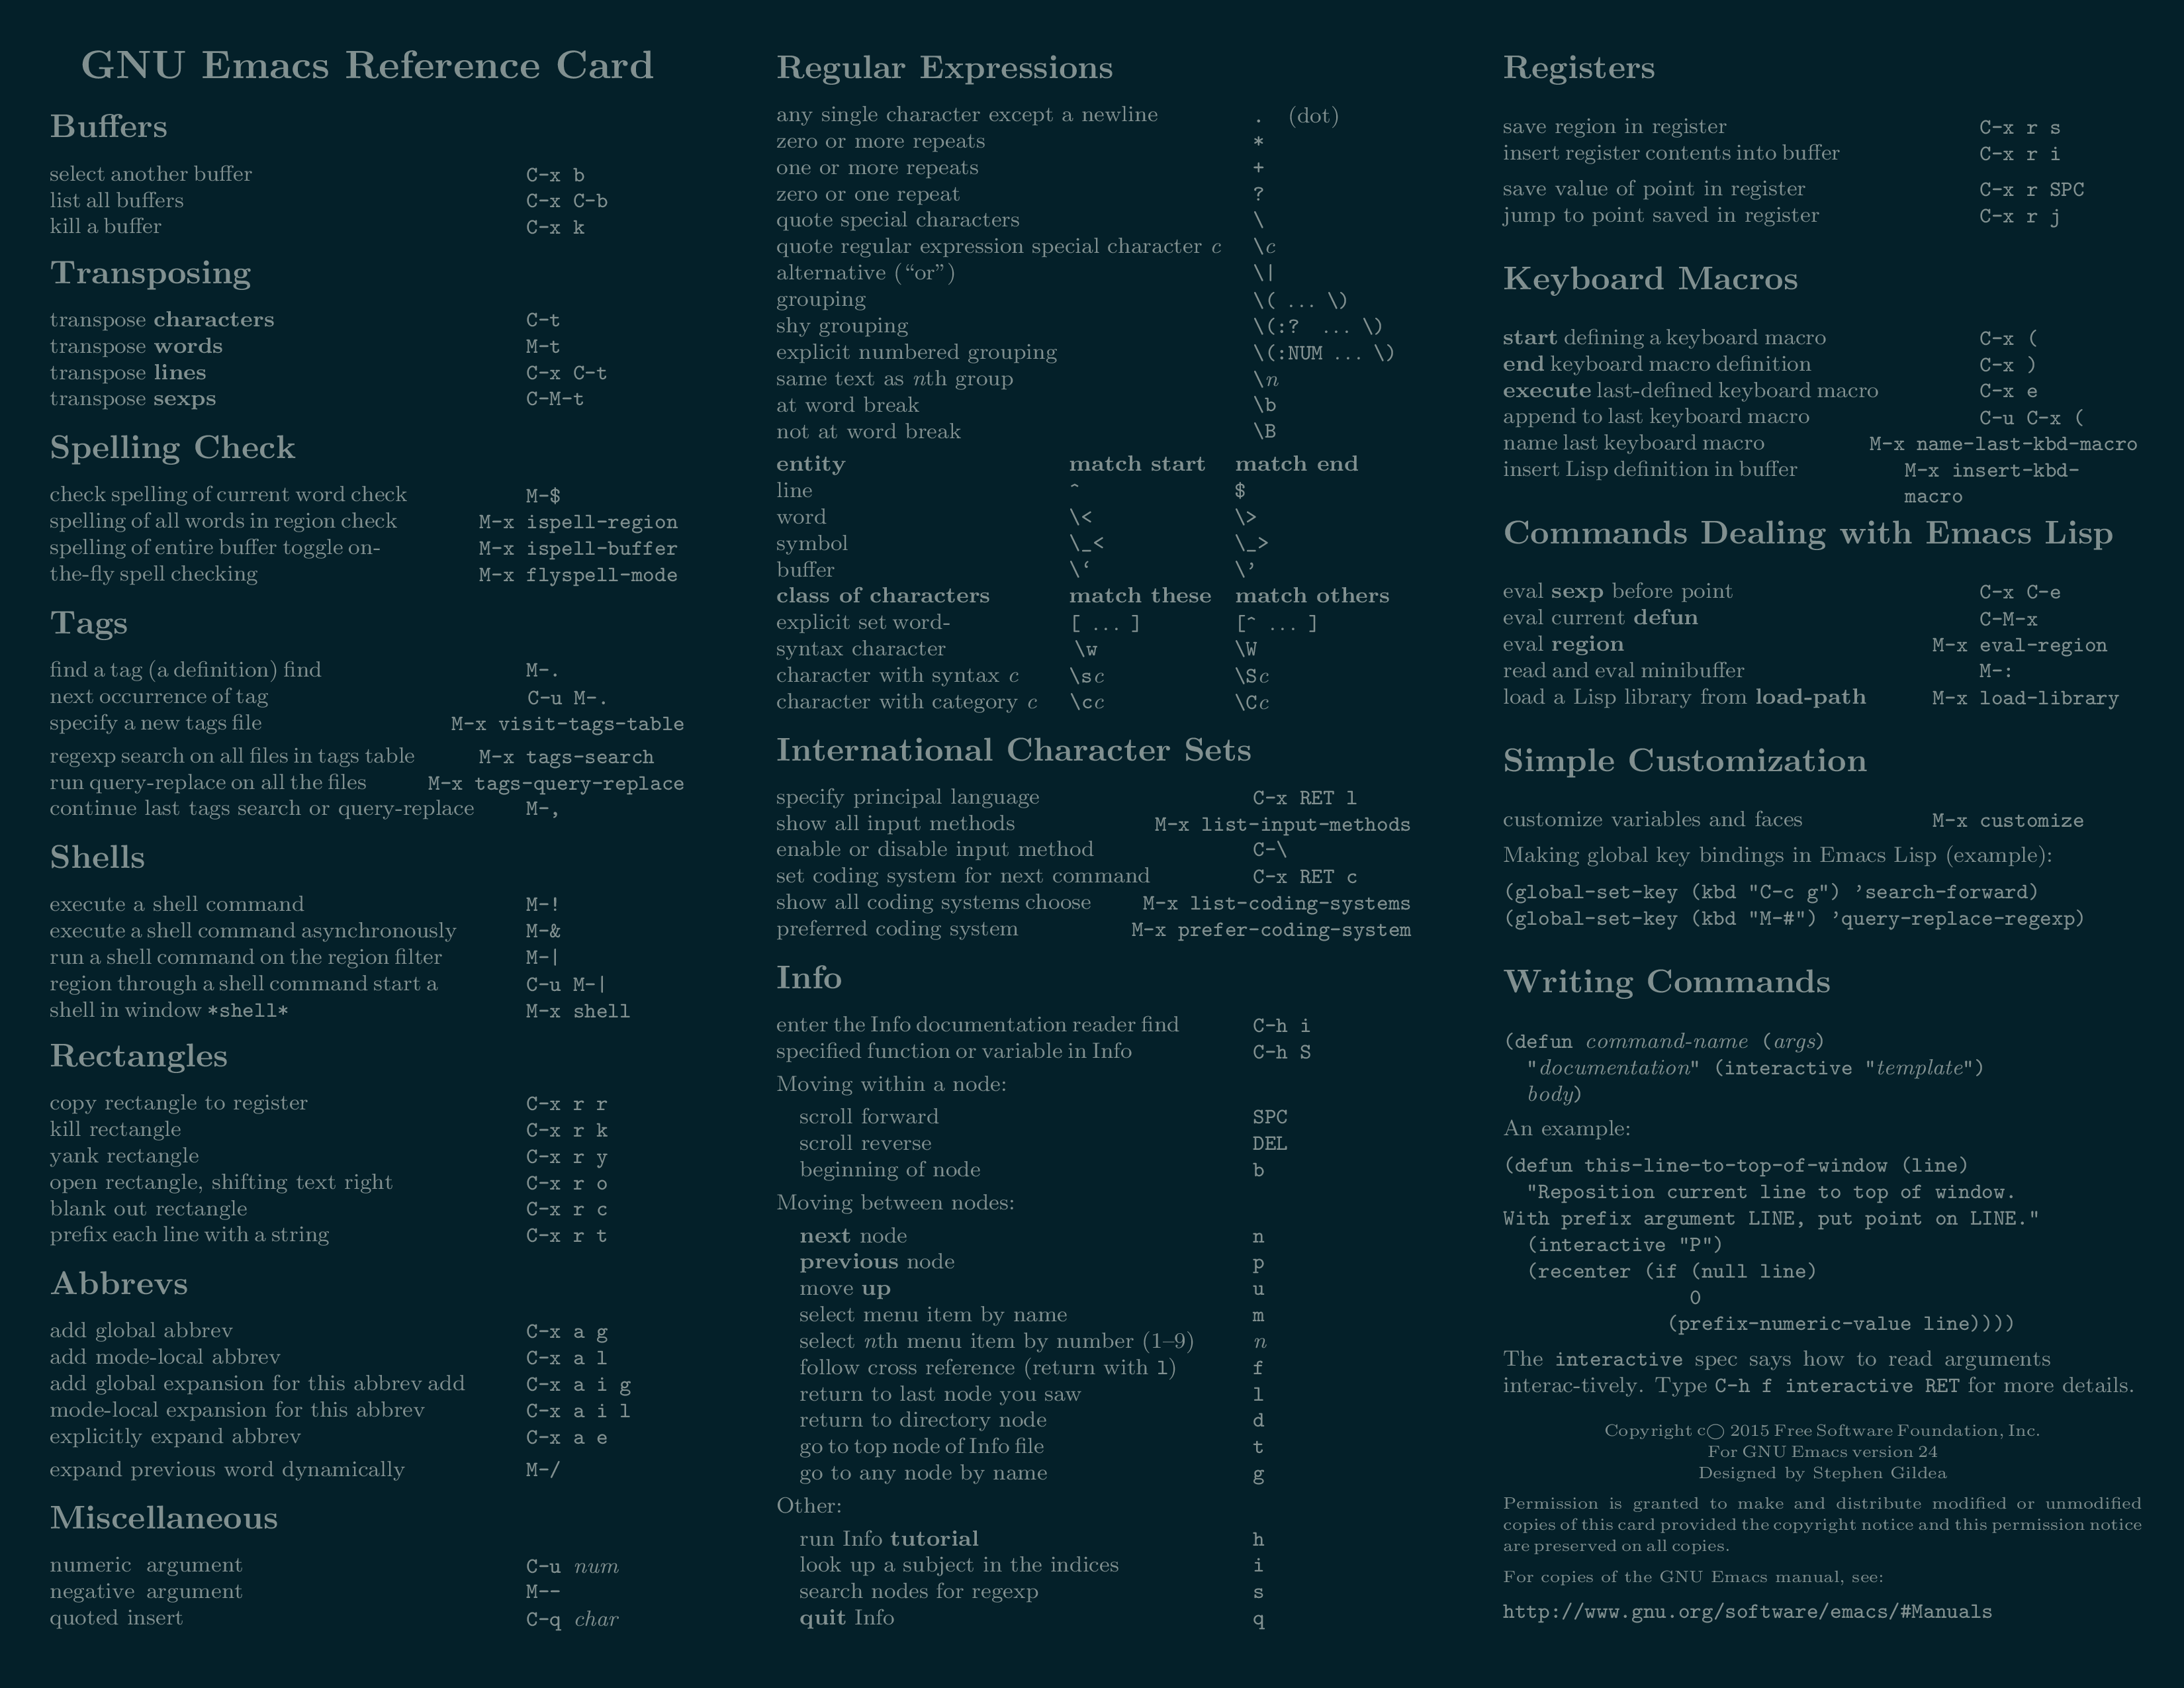 GNU Emacs Reference Card
Buffers
select another buffer C-x b
list all buffers C-x C-b
kill a buffer C-x k
Transposing
transpose characters C-t
transpose words M-t
transpose lines C-x C-t
transpose sexps C-M-t
Spelling Check
check spelling of current word check M-$
spelling of all words in region check M-x ispell-region
spelling of entire buffer toggle on- M-x ispell-buffer
the-fly spell checking M-x flyspell-mode
Tags
find a tag (a definition) find M-.
next occurrence of tag C-u M-.
specify a new tags file M-x visit-tags-table
regexp search on all files in tags table M-x tags-search
run query-replace on all the files M-x tags-query-replace
continue last tags search or query-replace M-,
Shells
execute a shell command M-!
execute a shell command asynchronously M-&
run a shell command on the region filter M-|
region through a shell command start a C-u M-|
shell in window *shell* M-x shell
Rectangles
copy rectangle to register C-x r r
kill rectangle C-x r k
yank rectangle C-x r y
open rectangle, shifting text right C-x r o
blank out rectangle C-x r c
prefix each line with a string C-x r t
Abbrevs
add global abbrev C-x a g
add mode-local abbrev C-x a l
add global expansion for this abbrev add C-x a i g
mode-local expansion for this abbrev C-x a i l
explicitly expand abbrev C-x a e
expand previous word dynamically M-/
Miscellaneous
numeric argument C-u num
negative argument M--
quoted insert C-q char
Regular Expressions
any single character except a newline . (dot)
zero or more repeats *
one or more repeats +
zero or one repeat ?
quote special characters \
quote regular expression special character c \c
alternative (“or”) \|
grouping \( ... \)
shy grouping \(:? ... \)
explicit numbered grouping \(:NUM ... \)
same text as nth group \n
at word break \b
not at word break \B
entity match start match end
line ^ $
word \< \>
symbol \_< \_>
buffer \‘ \’
class of characters match these match others
explicit set word- [ ... ] [^ ... ]
syntax character \w \W
character with syntax c \sc \Sc
character with category c \cc \Cc
International Character Sets
specify principal language C-x RET l
show all input methods M-x list-input-methods
enable or disable input method C-\
set coding system for next command C-x RET c
show all coding systems choose M-x list-coding-systems
preferred coding system M-x prefer-coding-system
Info
enter the Info documentation reader find C-h i
specified function or variable in Info C-h S
Moving within a node:
scroll forward SPC
scroll reverse DEL
beginning of node b
Moving between nodes:
next node n
previous node p
move up u
select menu item by name m
select nth menu item by number (1–9) n
follow cross reference (return with l) f
return to last node you saw l
return to directory node d
go to top node of Info file t
go to any node by name g
Other:
run Info tutorial h
look up a subject in the indices i
search nodes for regexp s
quit Info q
Registers
save region in register C-x r s
insert register contents into buffer C-x r i
save value of point in register C-x r SPC
jump to point saved in register C-x r j
Keyboard Macros
start defining a keyboard macro C-x (
end keyboard macro definition C-x )
execute last-defined keyboard macro C-x e
append to last keyboard macro C-u C-x (
name last keyboard macro M-x name-last-kbd-macro
insert Lisp definition in buffer M-x insert-kbd-
macro
Commands Dealing with Emacs Lisp
eval sexp before point C-x C-e
eval current defun C-M-x
eval region M-x eval-region
read and eval minibuffer M-:
load a Lisp library from load-path M-x load-library
Simple Customization
customize variables and faces M-x customize
Making global key bindings in Emacs Lisp (example):
(global-set-key (kbd "C-c g") ’search-forward)
(global-set-key (kbd "M-#") ’query-replace-regexp)
Writing Commands
(defun command-name (args)
"documentation" (interactive "template")
body)
An example:
(defun this-line-to-top-of-window (line)
"Reposition current line to top of window.
With prefix argument LINE, put point on LINE."
(interactive "P")
(recenter (if (null line)
0
(prefix-numeric-value line))))
The interactive spec says how to read arguments
interac-tively. Type C-h f interactive RET for more details.
Copyright c○ 2015 Free Software Foundation, Inc.
For GNU Emacs version 24
Designed by Stephen Gildea
Permission is granted to make and distribute modified or unmodified
copies of this card provided the copyright notice and this permission notice
are preserved on all copies.
For copies of the GNU Emacs manual, see:
http://www.gnu.org/software/emacs/#Manuals